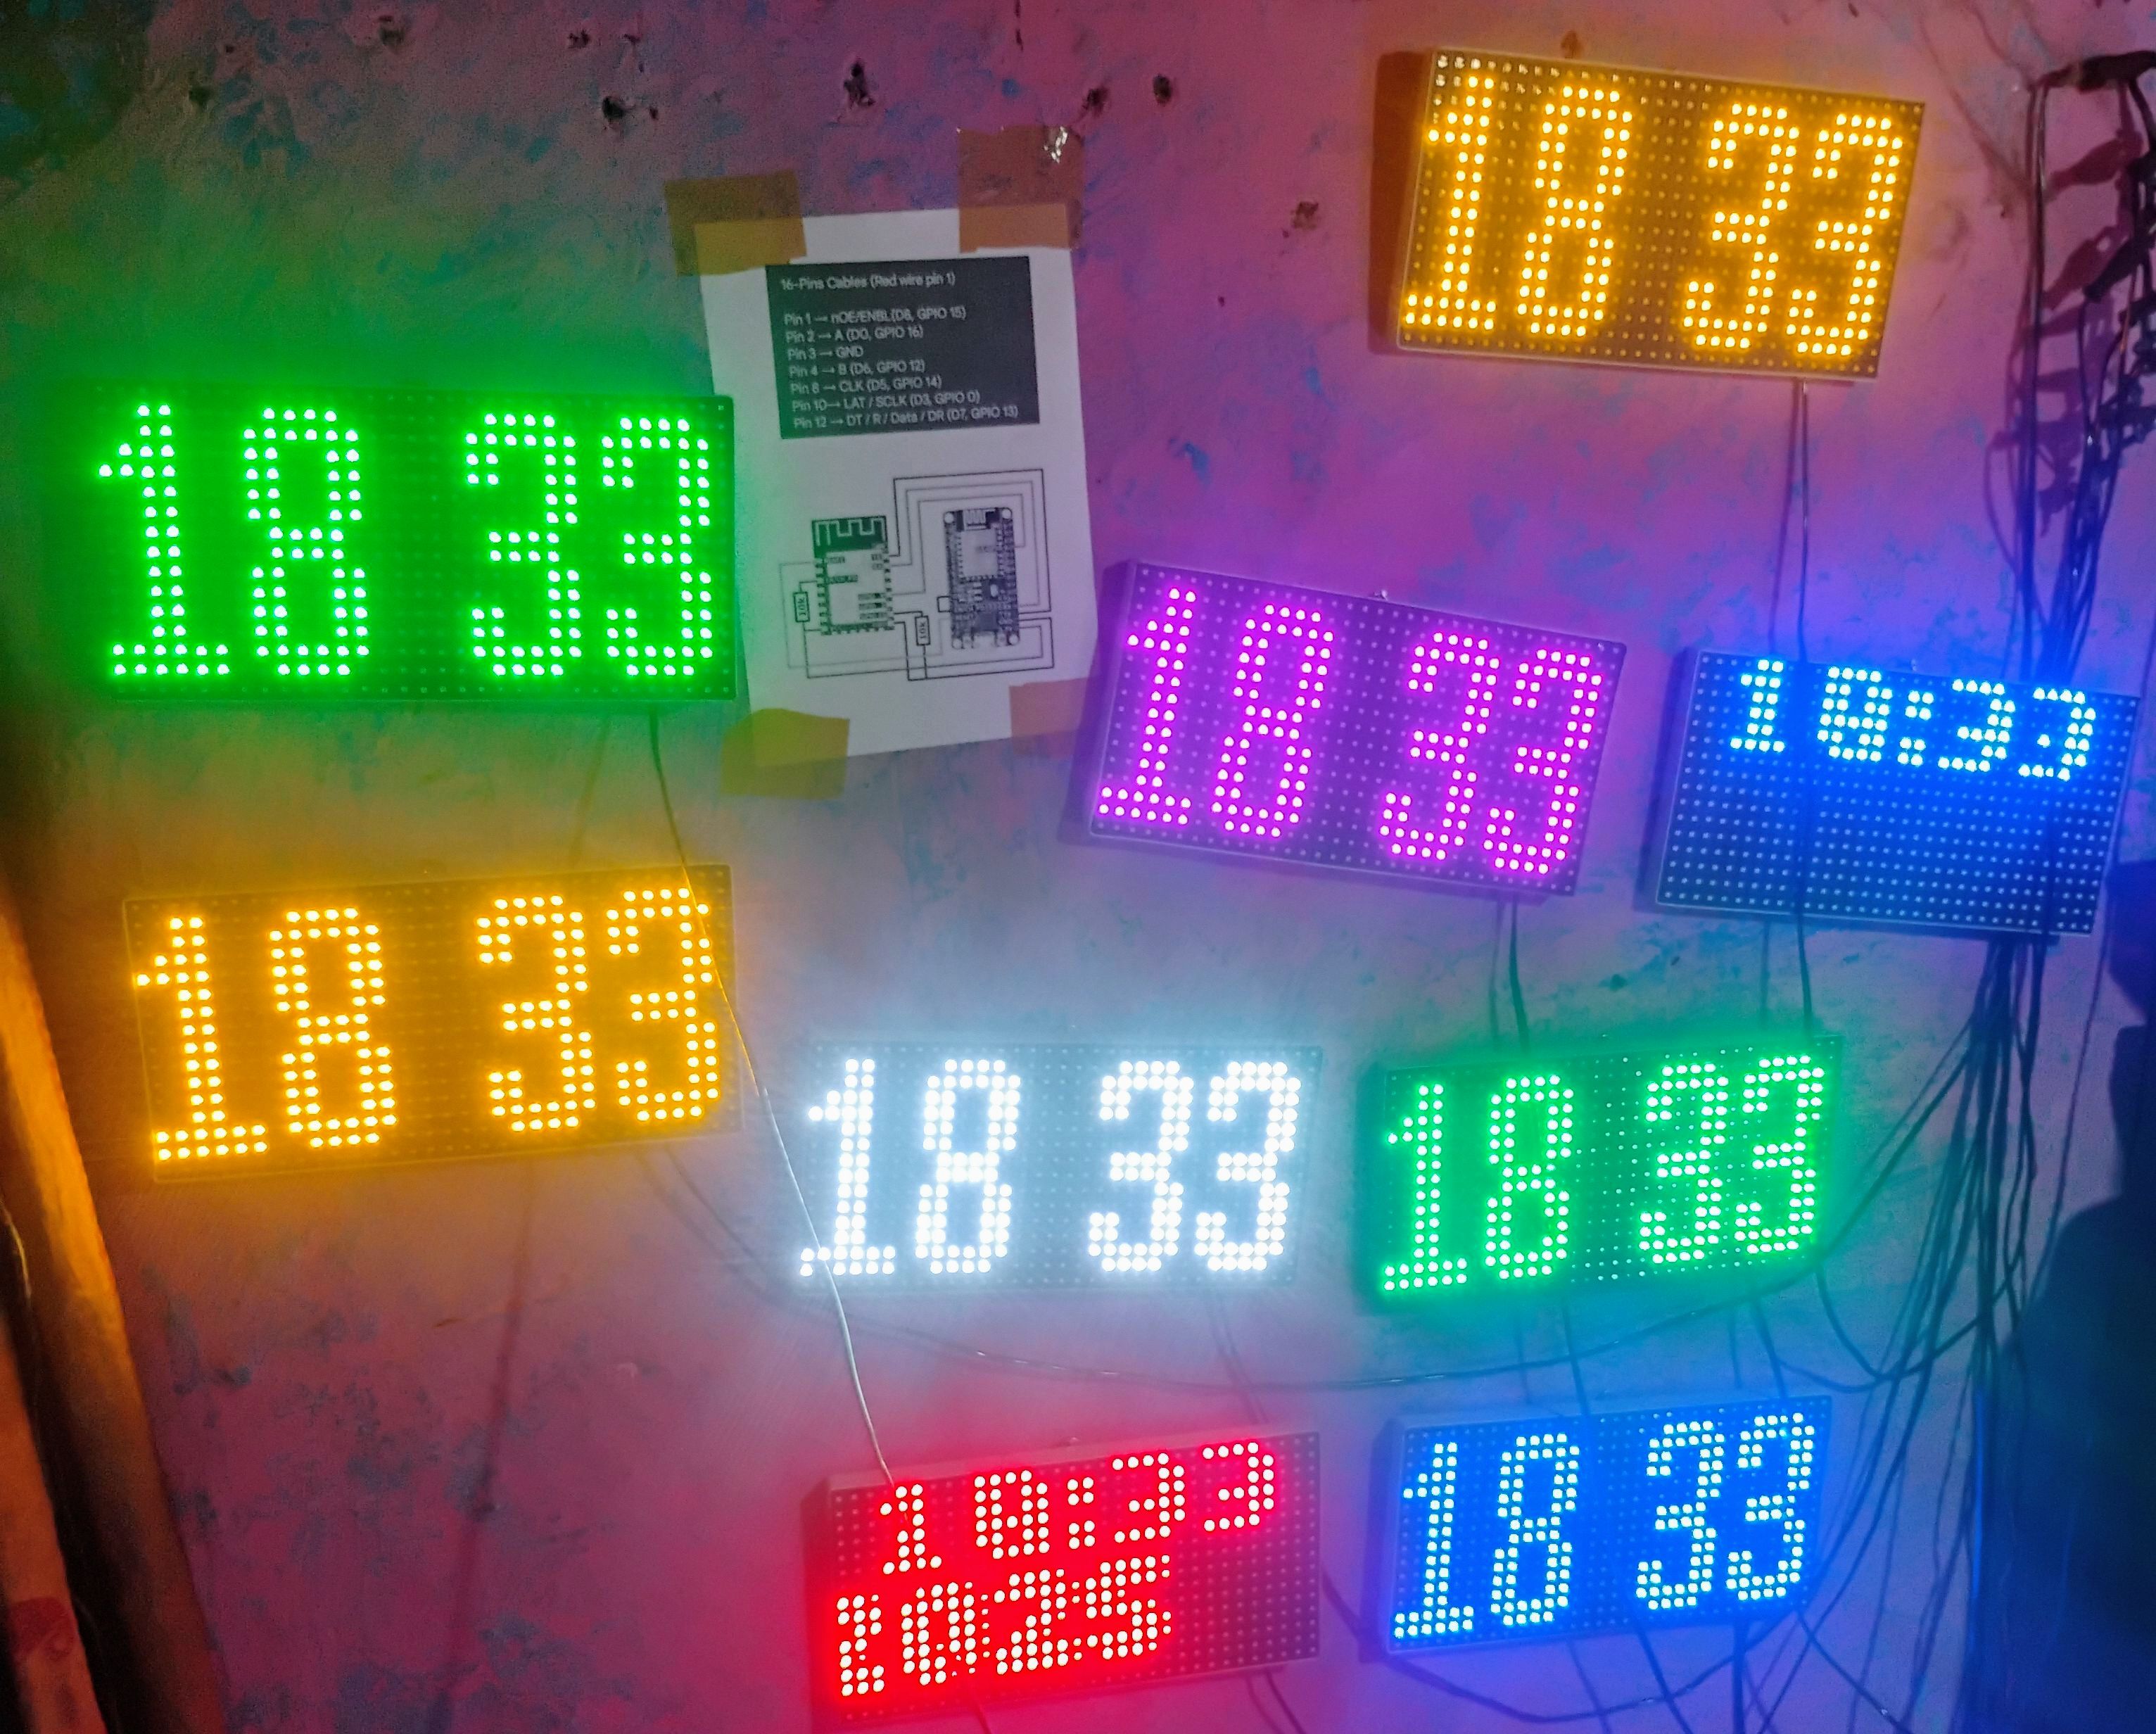 18 33
16-Pins Cables (Red wire pin 1)
Pin 1 → nOE/ENBL (D8, GPIO 15)
Pin 2 → A (D0, GPIO 16)
Pin 3 → GND
Pin 4 → B (D6, GPIO 12)
Pin 8 → CLK (D5, GPIO 14)
Pin 10→ LAT / SCLK (D3, GPIO 0)
Pin 12 → DT / R / Data / DR (D7, GPIO 13)
10k
10k
18 33
18 33
18:33
18 33
18 33
18 33
18:33
18 33